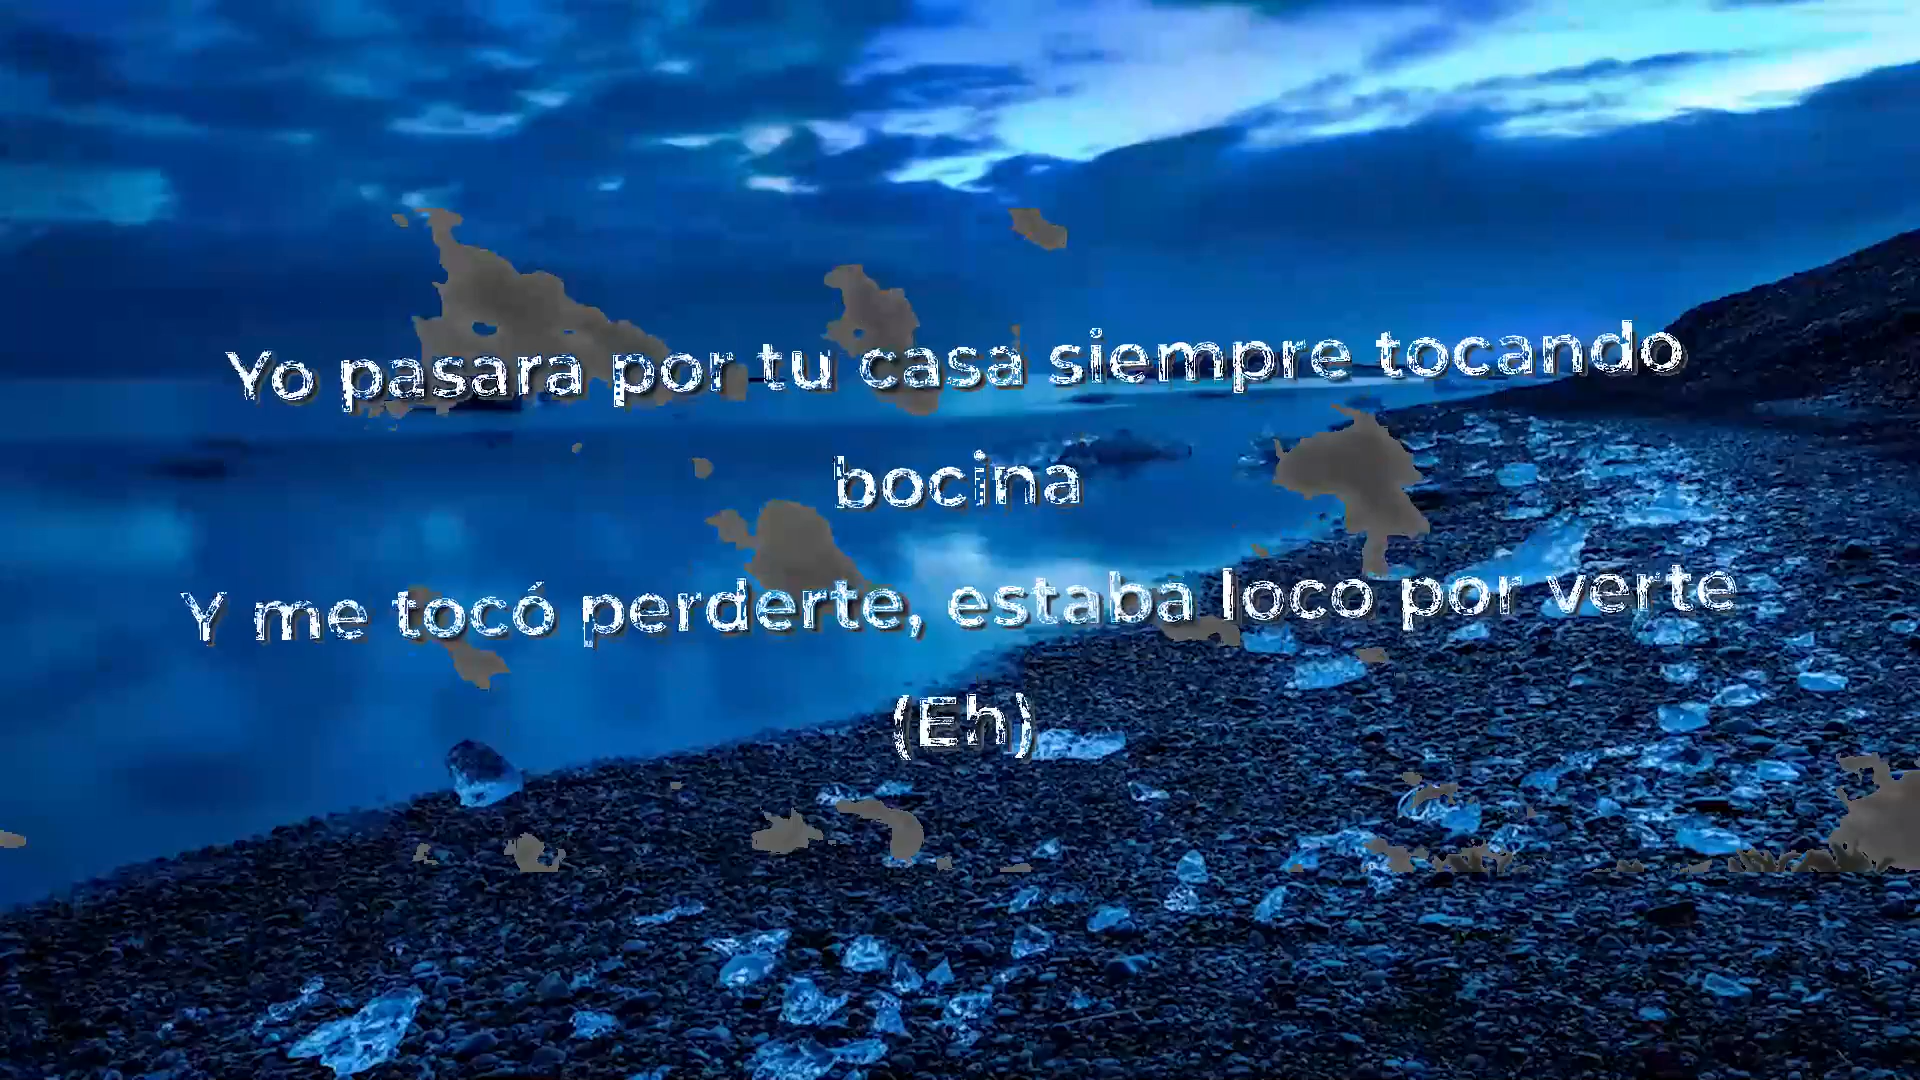 Yo pasara por tu casa siempre tocando
bocina
Y me tocó perderte, estaba loco por verte
(Eh)